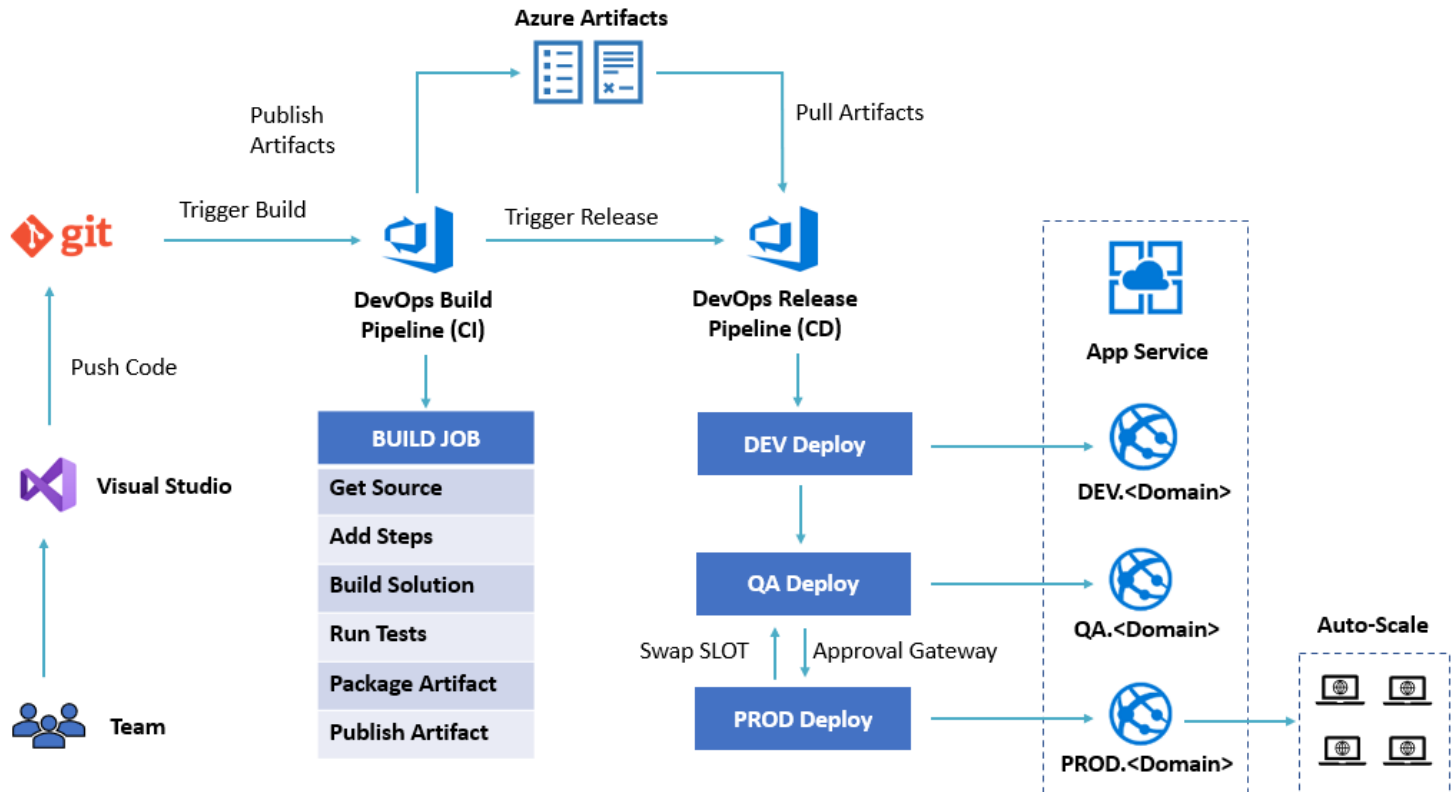 Azure Artifacts
Publish
Artifacts
Pull Artifacts
git
Trigger Build
Trigger Release
DevOps Build
Pipeline (CI)
DevOps Release
Pipeline (CD)
App Service
Push Code
BUILD JOB
Get Source
Add Steps
Build Solution
Run Tests
Package Artifact
Publish Artifact
DEV Deploy
DEV.<Domain>
Visual Studio
QA Deploy
QA.<Domain>
Swap SLOT
Approval Gateway
PROD Deploy
PROD.<Domain>
Auto-Scale
Team